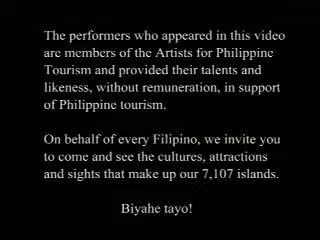 The performers who appeared in this video
are members of the Artists for Philippine
Tourism and provided their talents and
likeness, without remuneration, in support
of Philippine tourism.
On behalf of every Filipino, we invite you
to come and see the cultures, attractions
and sights that make up our 7,107 islands.
Biyahe tayo!